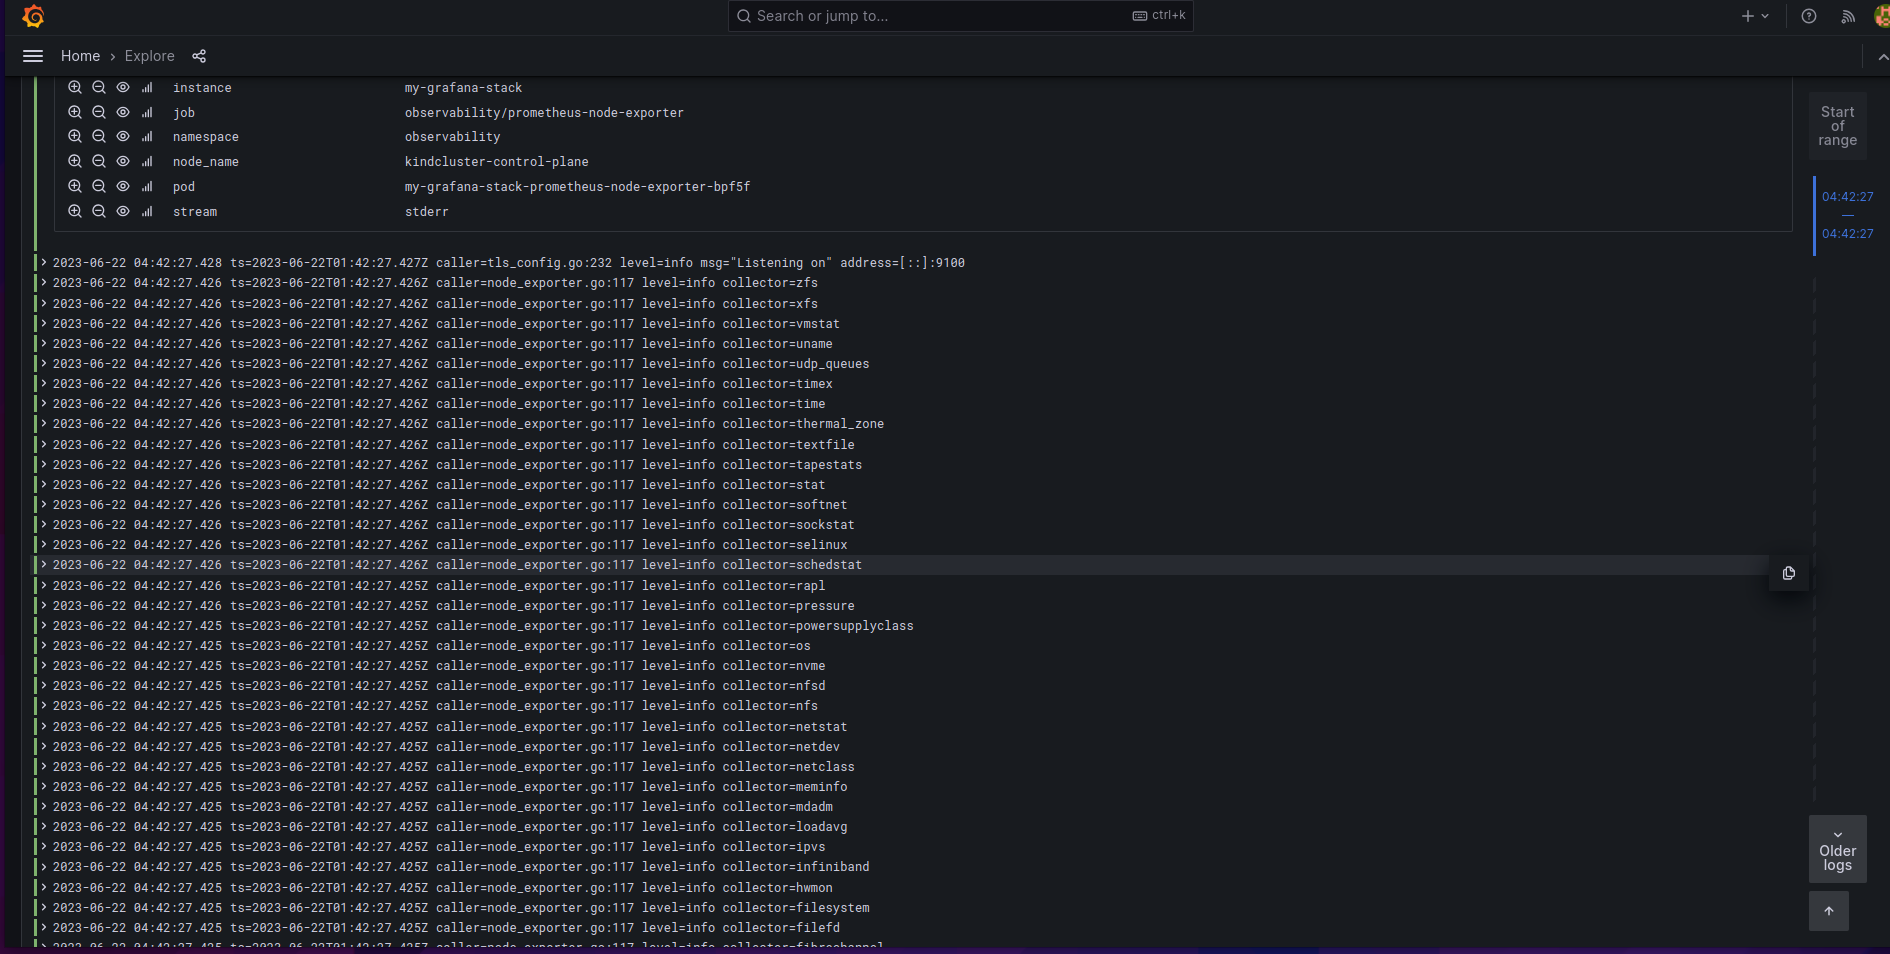 Search or jump to...
ctrl+k
Home › Explore
instance my-grafana-stack
job observability/prometheus-node-exporter
namespace observability
node_name kindcluster-control-plane
pod my-grafana-stack-prometheus-node-exporter-bpf5f
stream stderr
2023-06-22 04:42:27.428 ts=2023-06-22T01:42:27.427Z caller=tls_config.go:232 level=info msg="Listening on" address=[::]:9100
2023-06-22 04:42:27.426 ts=2023-06-22T01:42:27.426Z caller=node_exporter.go:117 level=info collector=zfs
2023-06-22 04:42:27.426 ts=2023-06-22T01:42:27.426Z caller=node_exporter.go:117 level=info collector=xfs
2023-06-22 04:42:27.426 ts=2023-06-22T01:42:27.426Z caller=node_exporter.go:117 level=info collector=vmstat
2023-06-22 04:42:27.426 ts=2023-06-22T01:42:27.426Z caller=node_exporter.go:117 level=info collector=uname
2023-06-22 04:42:27.426 ts=2023-06-22T01:42:27.426Z caller=node_exporter.go:117 level=info collector=udp_queues
2023-06-22 04:42:27.426 ts=2023-06-22T01:42:27.426Z caller=node_exporter.go:117 level=info collector=timex
2023-06-22 04:42:27.426 ts=2023-06-22T01:42:27.426Z caller=node_exporter.go:117 level=info collector=time
2023-06-22 04:42:27.426 ts=2023-06-22T01:42:27.426Z caller=node_exporter.go:117 level=info collector=thermal_zone
2023-06-22 04:42:27.426 ts=2023-06-22T01:42:27.426Z caller=node_exporter.go:117 level=info collector=textfile
2023-06-22 04:42:27.426 ts=2023-06-22T01:42:27.426Z caller=node_exporter.go:117 level=info collector=tapestats
2023-06-22 04:42:27.426 ts=2023-06-22T01:42:27.426Z caller=node_exporter.go:117 level=info collector=stat
2023-06-22 04:42:27.426 ts=2023-06-22T01:42:27.426Z caller=node_exporter.go:117 level=info collector=softnet
2023-06-22 04:42:27.426 ts=2023-06-22T01:42:27.426Z caller=node_exporter.go:117 level=info collector=sockstat
2023-06-22 04:42:27.426 ts=2023-06-22T01:42:27.426Z caller=node_exporter.go:117 level=info collector=selinux
2023-06-22 04:42:27.426 ts=2023-06-22T01:42:27.426Z caller=node_exporter.go:117 level=info collector=schedstat
2023-06-22 04:42:27.426 ts=2023-06-22T01:42:27.425Z caller=node_exporter.go:117 level=info collector=rapl
2023-06-22 04:42:27.426 ts=2023-06-22T01:42:27.425Z caller=node_exporter.go:117 level=info collector=pressure
2023-06-22 04:42:27.425 ts=2023-06-22T01:42:27.425Z caller=node_exporter.go:117 level=info collector=powersupplyclass
2023-06-22 04:42:27.425 ts=2023-06-22T01:42:27.425Z caller=node_exporter.go:117 level=info collector=os
2023-06-22 04:42:27.425 ts=2023-06-22T01:42:27.425Z caller=node_exporter.go:117 level=info collector=nvme
2023-06-22 04:42:27.425 ts=2023-06-22T01:42:27.425Z caller=node_exporter.go:117 level=info collector=nfsd
2023-06-22 04:42:27.425 ts=2023-06-22T01:42:27.425Z caller=node_exporter.go:117 level=info collector=nfs
2023-06-22 04:42:27.425 ts=2023-06-22T01:42:27.425Z caller=node_exporter.go:117 level=info collector=netstat
2023-06-22 04:42:27.425 ts=2023-06-22T01:42:27.425Z caller=node_exporter.go:117 level=info collector=netdev
2023-06-22 04:42:27.425 ts=2023-06-22T01:42:27.425Z caller=node_exporter.go:117 level=info collector=netclass
2023-06-22 04:42:27.425 ts=2023-06-22T01:42:27.425Z caller=node_exporter.go:117 level=info collector=meminfo
2023-06-22 04:42:27.425 ts=2023-06-22T01:42:27.425Z caller=node_exporter.go:117 level=info collector=mdadm
2023-06-22 04:42:27.425 ts=2023-06-22T01:42:27.425Z caller=node_exporter.go:117 level=info collector=loadavg
2023-06-22 04:42:27.425 ts=2023-06-22T01:42:27.425Z caller=node_exporter.go:117 level=info collector=ipvs
2023-06-22 04:42:27.425 ts=2023-06-22T01:42:27.425Z caller=node_exporter.go:117 level=info collector=infiniband
2023-06-22 04:42:27.425 ts=2023-06-22T01:42:27.425Z caller=node_exporter.go:117 level=info collector=hwmon
2023-06-22 04:42:27.425 ts=2023-06-22T01:42:27.425Z caller=node_exporter.go:117 level=info collector=filesystem
2023-06-22 04:42:27.425 ts=2023-06-22T01:42:27.425Z caller=node_exporter.go:117 level=info collector=filefd
2023-06-22 04:42:27.425 ts=2023-06-22T01:42:27.425Z caller=node_exporter.go:117 level=info collector=fibrechannel
Start
of
range
04:42:27
—
04:42:27
Older
logs